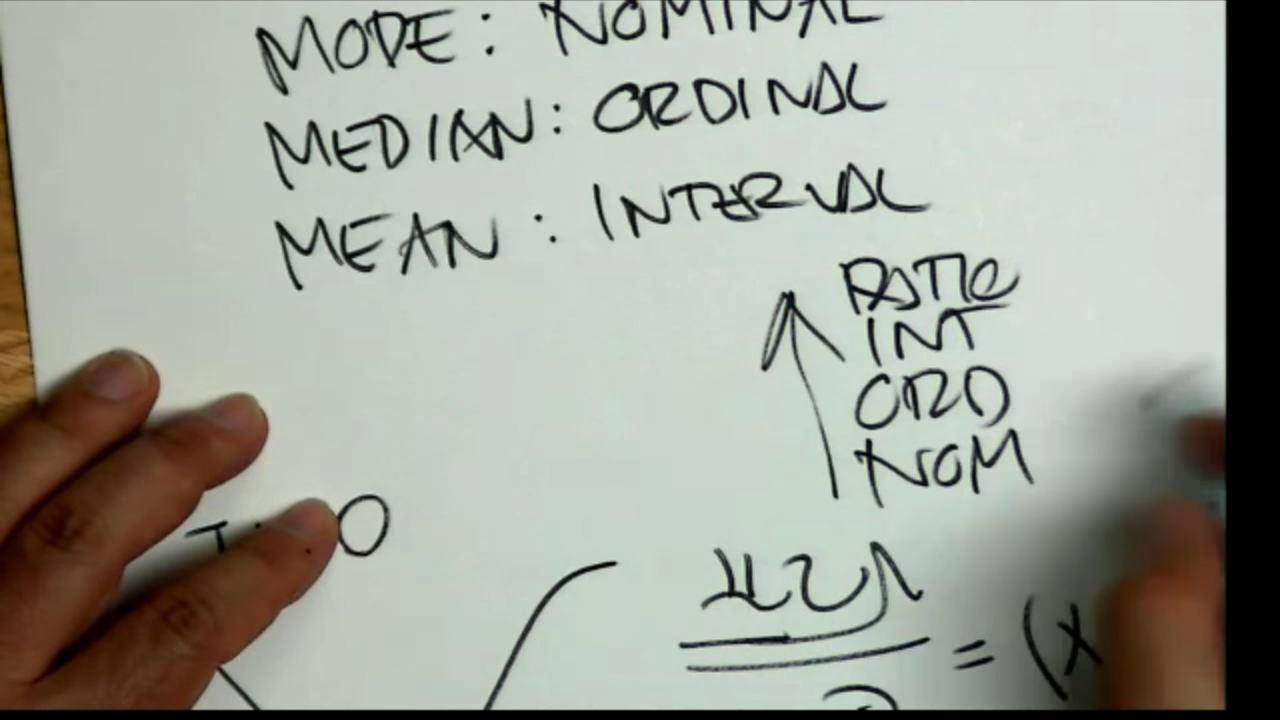 MODE: NOMINAL
MEDIAN: ORDINAL
MEAN: INTERVAL
RATIO
INT
ORD
NOM
= (X